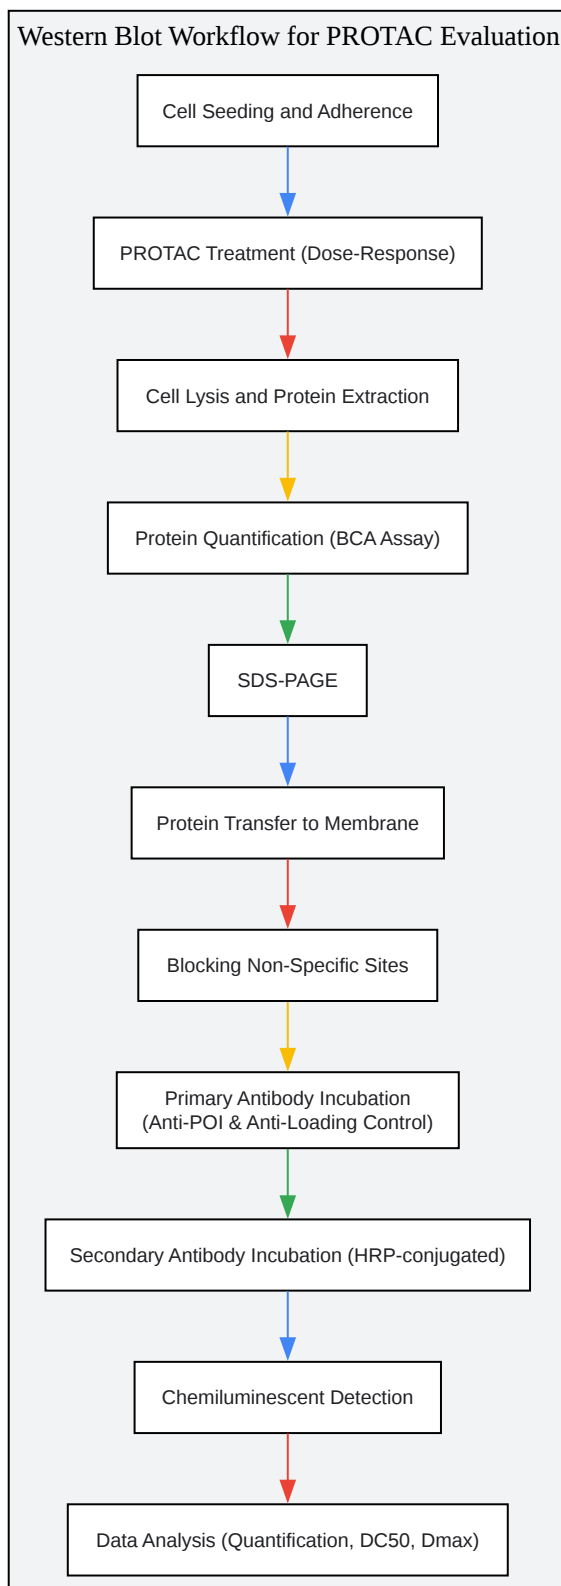 Western Blot Workflow for PROTAC Evaluation
Cell Seeding and Adherence
PROTAC Treatment (Dose-Response)
Cell Lysis and Protein Extraction
Protein Quantification (BCA Assay)
SDS-PAGE
Protein Transfer to Membrane
Blocking Non-Specific Sites
Primary Antibody Incubation
(Anti-POI & Anti-Loading Control)
Secondary Antibody Incubation (HRP-conjugated)
Chemiluminescent Detection
Data Analysis (Quantification, DC50, Dmax)